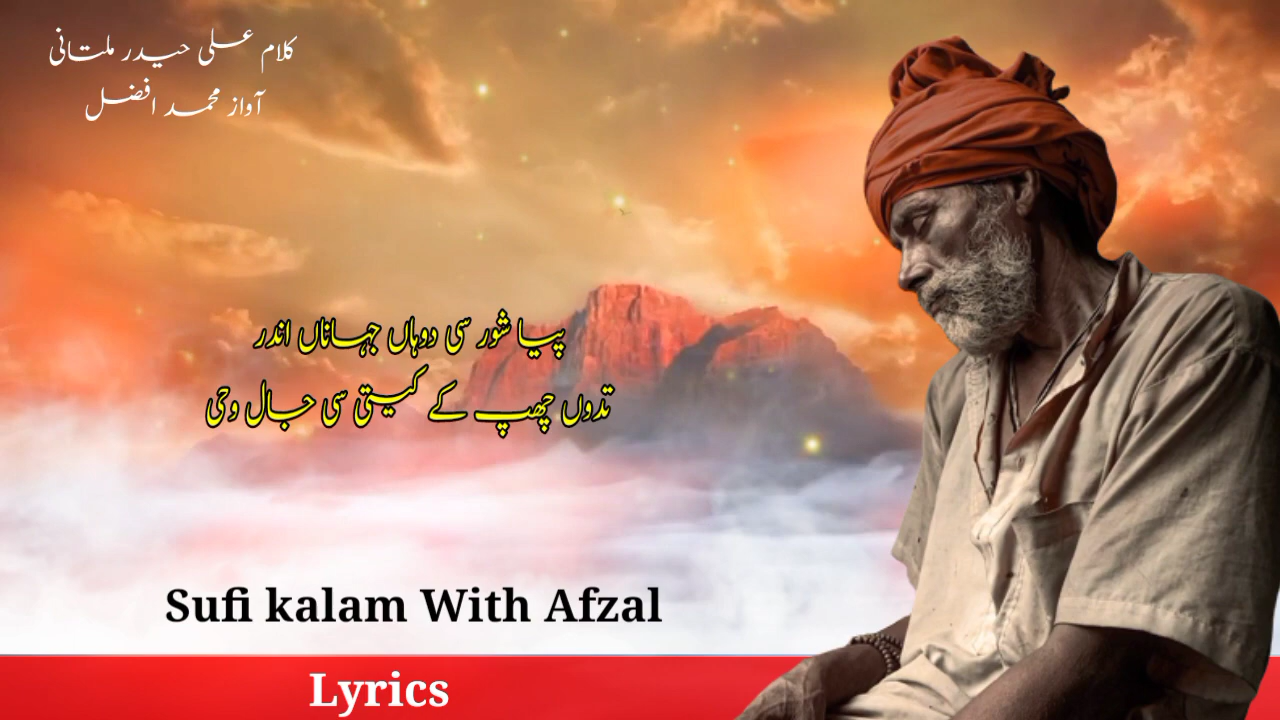 کلام علی حیدر ملتانی
آواز محمد افضل
پیا شور سی دوہاں جہاناں اندر
تدوں چھپ کے کیتی سی جال وحی
Sufi kalam With Afzal
Lyrics